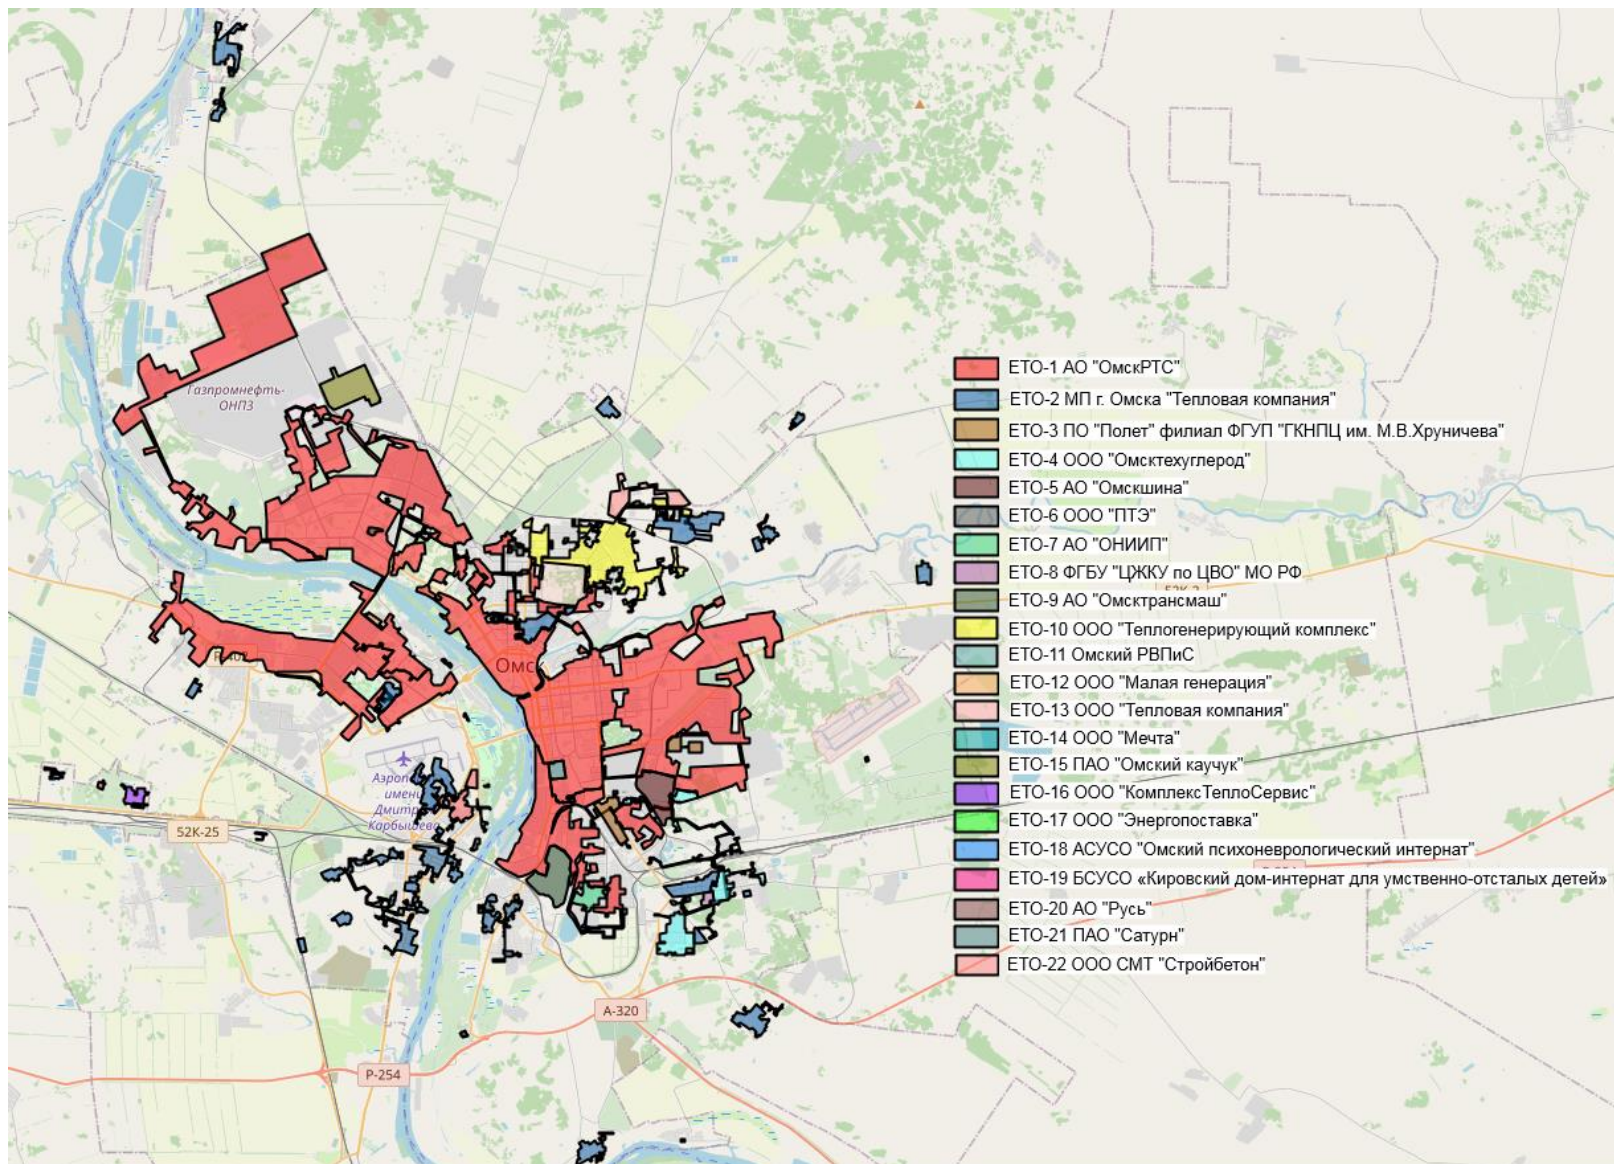 Газпромнефть-
ОНПЗ
Омск
Аэроп
имени
Дмитр
Карбышева
52К-25
Р-254
А-320
ЕТО-1 АО "ОмскРТС"
ЕТО-2 МП г. Омска "Тепловая компания"
ЕТО-3 ПО "Полет" филиал ФГУП "ГКНПЦ им. М.В.Хруничева"
ЕТО-4 ООО "Омсктехуглерод"
ЕТО-5 АО "Омскшина"
ЕТО-6 ООО "ПТЭ"
ЕТО-7 АО "ОНИИП"
ЕТО-8 ФГБУ "ЦЖКУ по ЦВО" МО РФ
ЕТО-9 АО "Омсктрансмаш"
ЕТО-10 ООО "Теплогенерирующий комплекс"
ЕТО-11 Омский РВПиС
ЕТО-12 ООО "Малая генерация"
ЕТО-13 ООО "Тепловая компания"
ЕТО-14 ООО "Мечта"
ЕТО-15 ПАО "Омский каучук"
ЕТО-16 ООО "КомплексТеплоСервис"
ЕТО-17 ООО "Энергопоставка"
ЕТО-18 АСУСО "Омский психоневрологический интернат"
ЕТО-19 БСУСО «Кировский дом-интернат для умственно-отсталых детей»
ЕТО-20 АО "Русь"
ЕТО-21 ПАО "Сатурн"
ЕТО-22 ООО СМТ "Стройбетон"